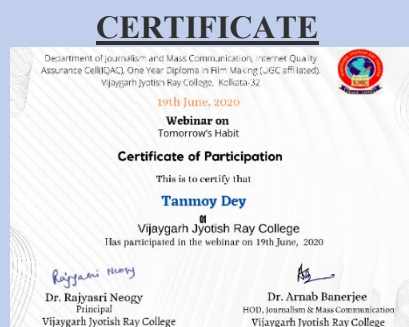 CERTIFICATE
Department of Journalism and Mass Communication, Internet Quality
Assurance Cell(IQAC), One Year Diploma in Film Making (UGC affiliated).
Vijaygarh Jyotish Ray College, Kolkata-32
19th June, 2020
Webinar on
Tomorrow's Habit
Certificate of Participation
This is to certify that
Tanmoy Dey
of
Vijaygarh Jyotish Ray College
Has participated in the webinar on 19th June, 2020
Rajyasri Neogy
Dr. Rajyasri Neogy
Principal
Vijaygarh Jyotish Ray College
Dr. Arnab Banerjee
HOD, Journalism & Mass Communication
Vijaygarh Jyotish Ray College